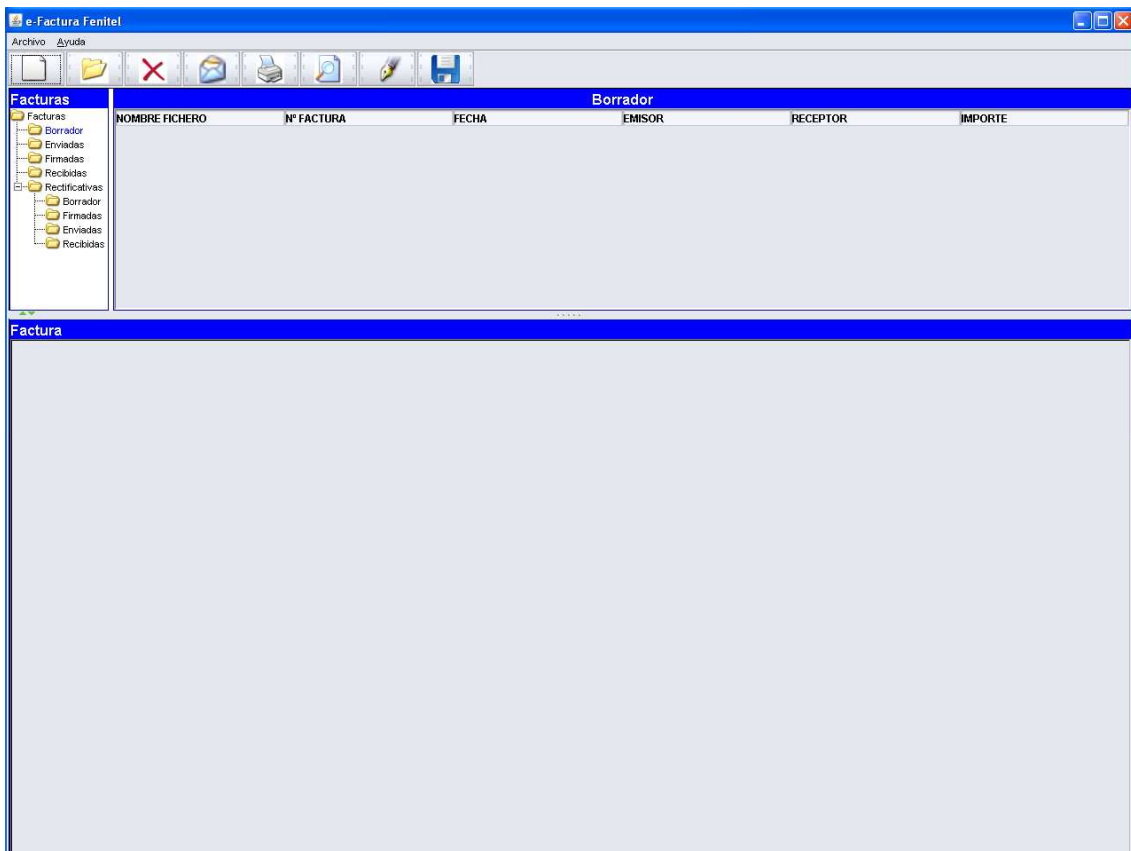 e-Factura Fenitel
Archivo Ayuda
Facturas
Borrador
Facturas
Borrador
Enviadas
Firmadas
Recibidas
Rectificativas
Borrador
Firmadas
Enviadas
Recibidas
NOMBRE FICHERO Nº FACTURA FECHA EMISOR RECEPTOR IMPORTE
Factura